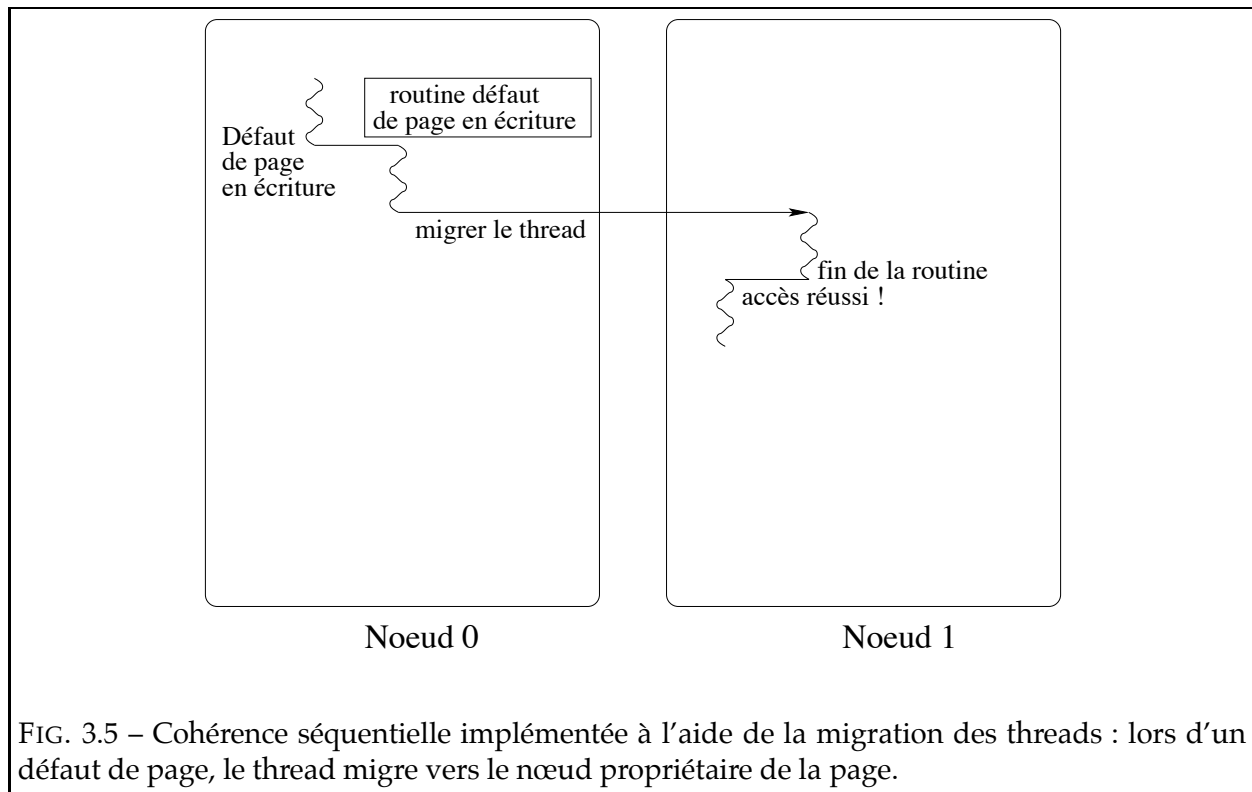 routine défaut
de page en écriture
Défaut
de page
en écriture
migrer le thread
fin de la routine
accès réussi !
Noeud 0
Noeud 1
FIG. 3.5 – Cohérence séquentielle implémentée à l'aide de la migration des threads : lors d'un
défaut de page, le thread migre vers le nœud propriétaire de la page.